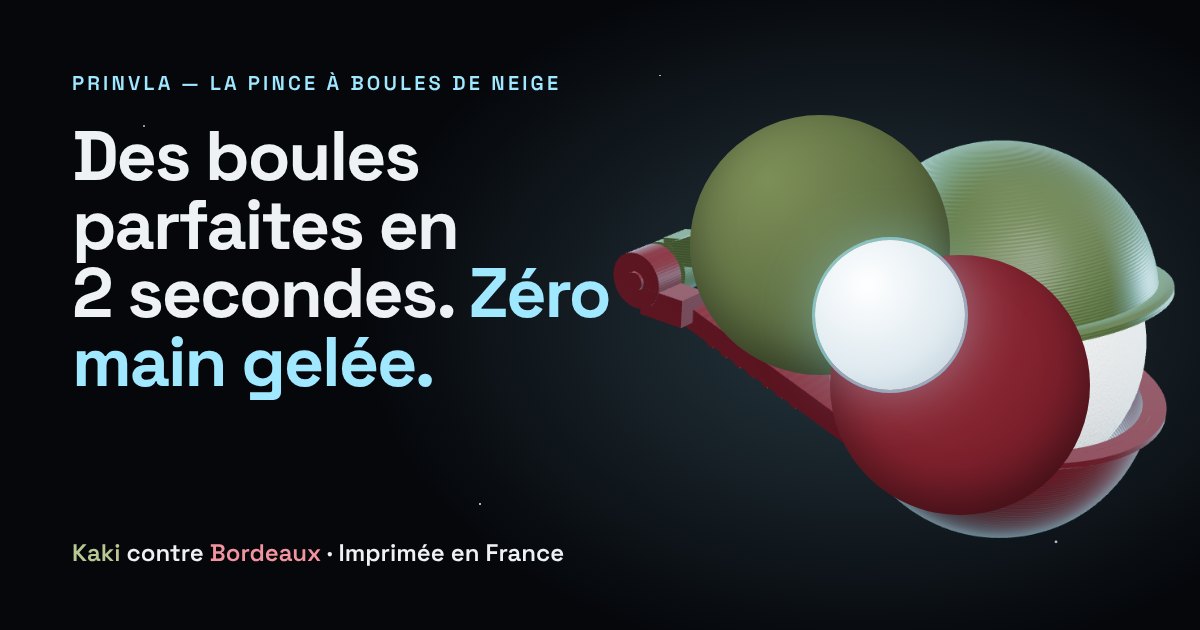 PRINVLA — LA PINCE À BOULES DE NEIGE
Des boules
parfaites en
2 secondes. Zéro
main gelée.
Kaki contre Bordeaux · Imprimée en France